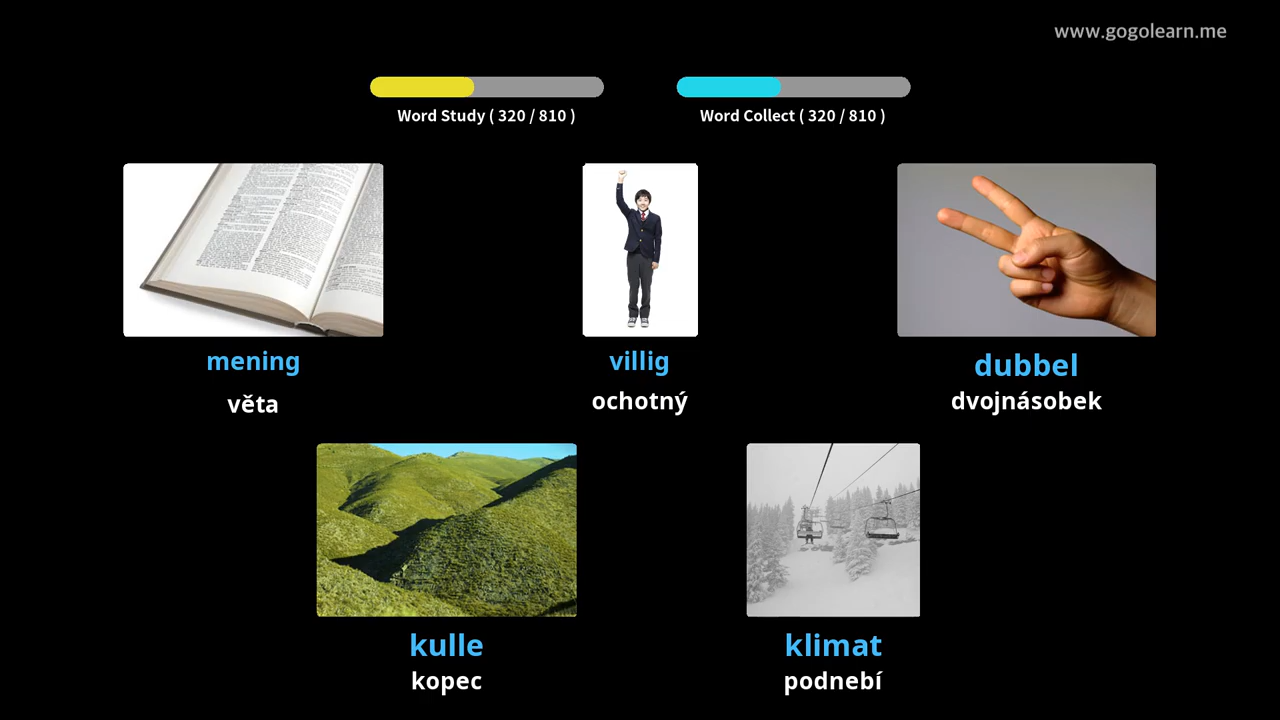 www.gogolearn.me
Word Study ( 320 / 810 )
Word Collect ( 320 / 810 )
mening
věta
villig
ochotný
dubbel
dvojnásobek
kulle
kopec
klimat
podnebí